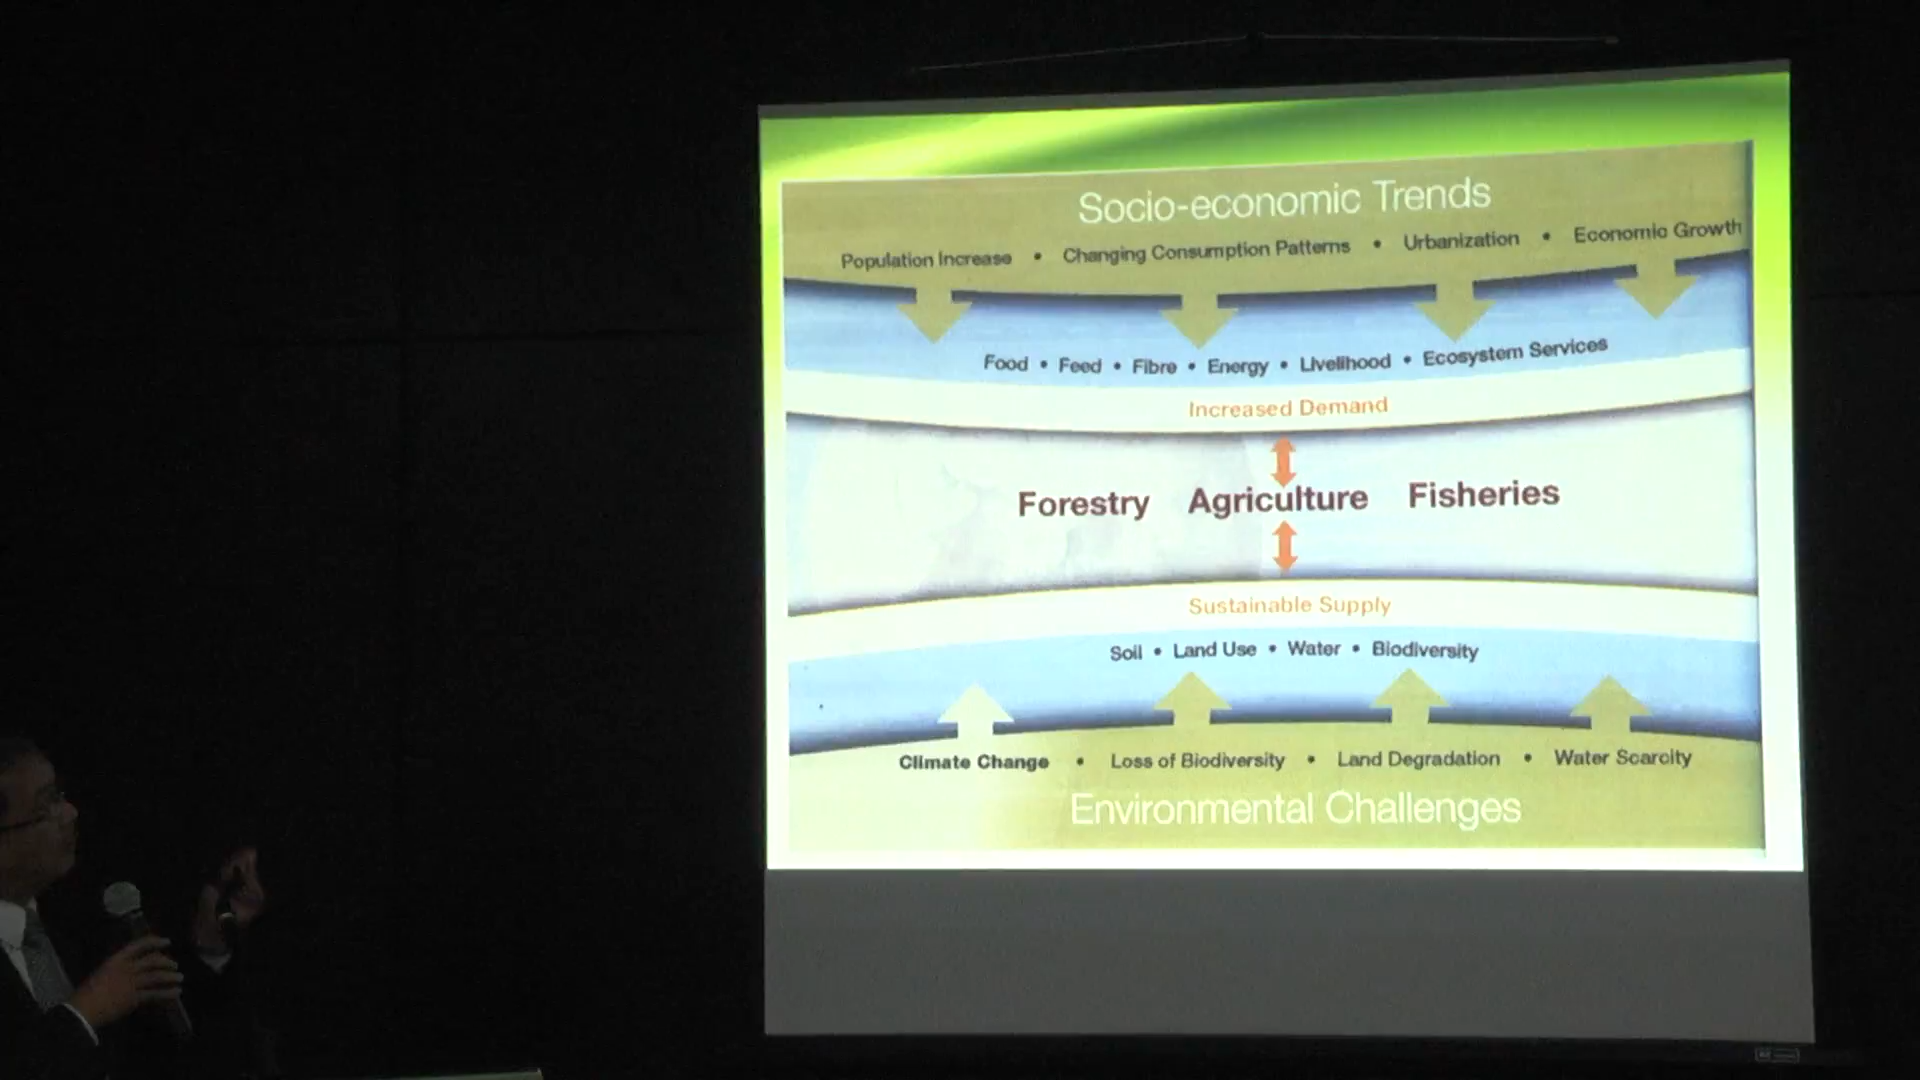 Socio-economic Trends
Population Increase • Changing Consumption Patterns • Urbanization • Economic Growth
Food • Feed • Fibre • Energy • Livelihood • Ecosystem Services
Increased Demand
Forestry Agriculture Fisheries
Sustainable Supply
Soil • Land Use • Water • Biodiversity
Climate Change • Loss of Biodiversity • Land Degradation • Water Scarcity
Environmental Challenges